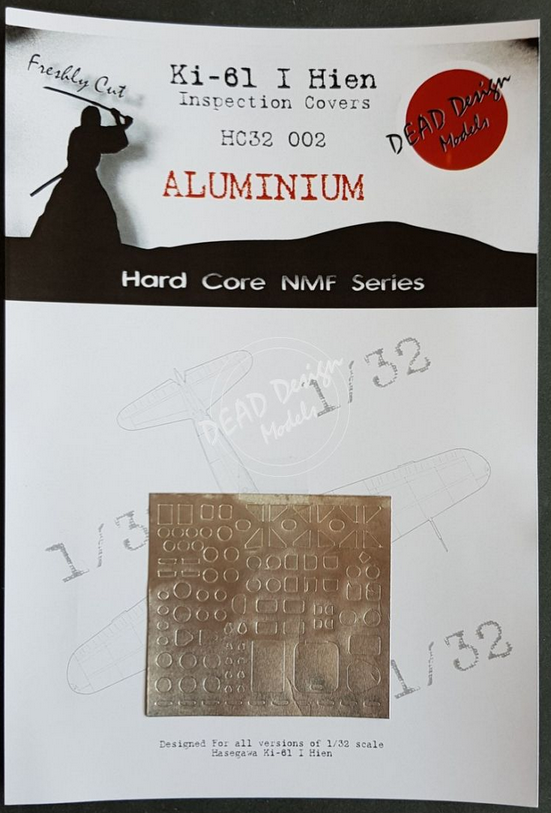 Freshly Cut
Ki-61 I Hien
Inspection Covers
HC32 002
ALUMINIUM
DEAD Design
Models
Hard Core NMF Series
1/32
DEAD Design
Models
1/3
1/32
Designed For all versions of 1/32 scale
Hasegawa Ki-61 I Hien